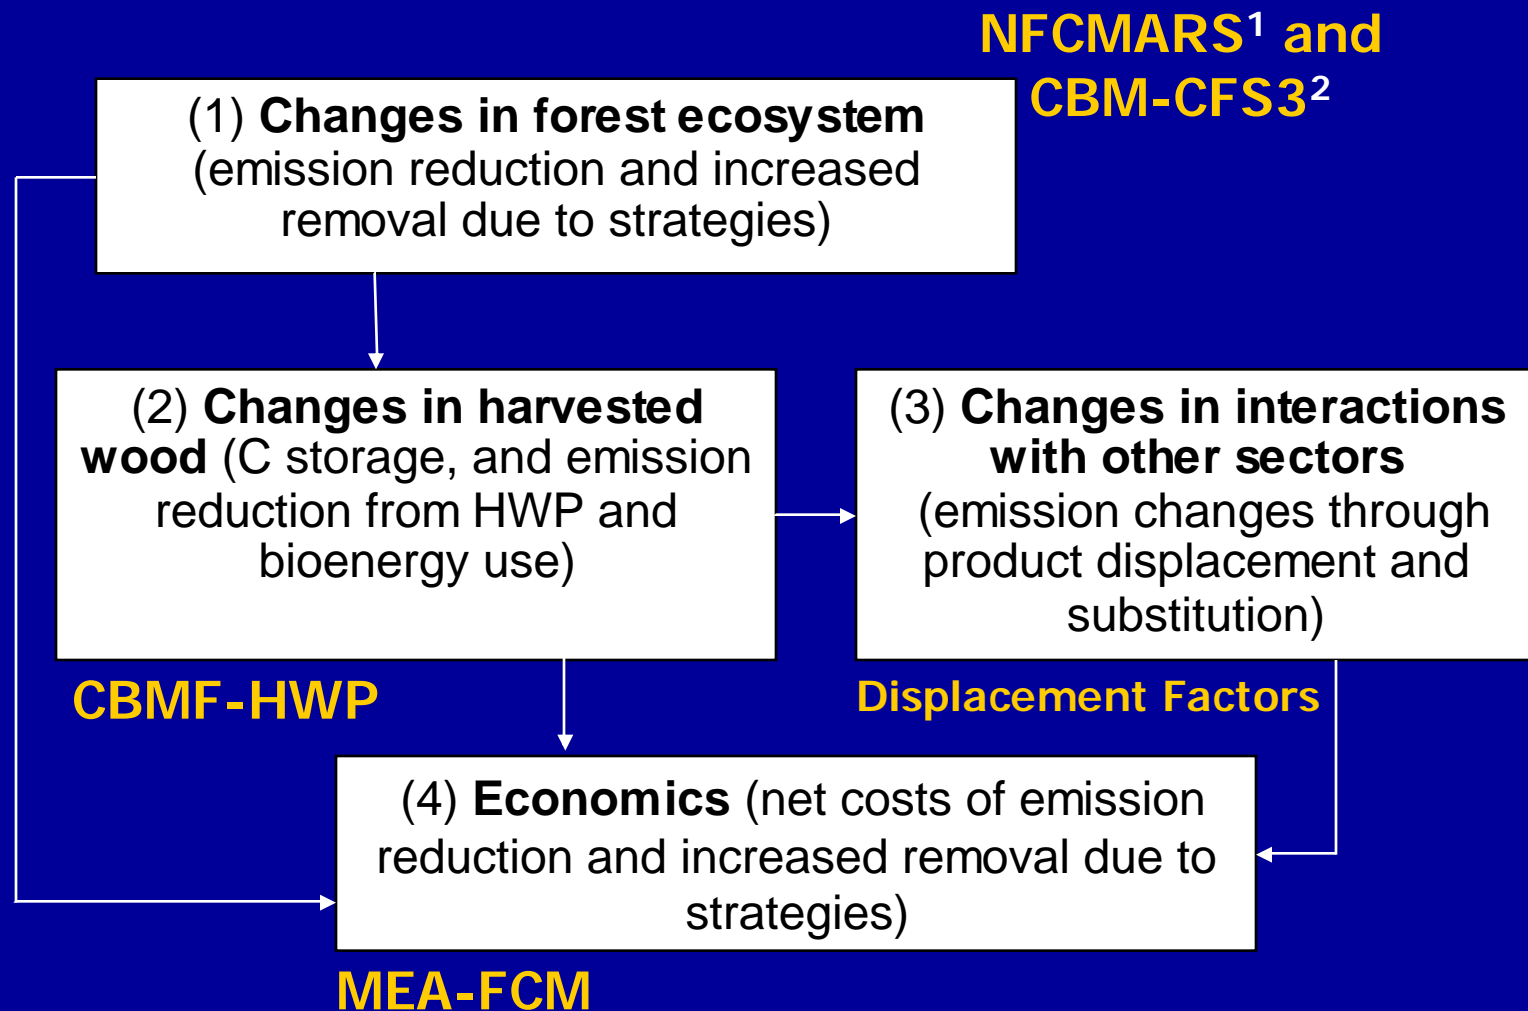 NFCMARS¹ and
CBM-CFS3²
(1) Changes in forest ecosystem
(emission reduction and increased
removal due to strategies)
(2) Changes in harvested
wood (C storage, and emission
reduction from HWP and
bioenergy use)
(3) Changes in interactions
with other sectors
(emission changes through
product displacement and
substitution)
CBMF-HWP
Displacement Factors
(4) Economics (net costs of emission
reduction and increased removal due to
strategies)
MEA-FCM